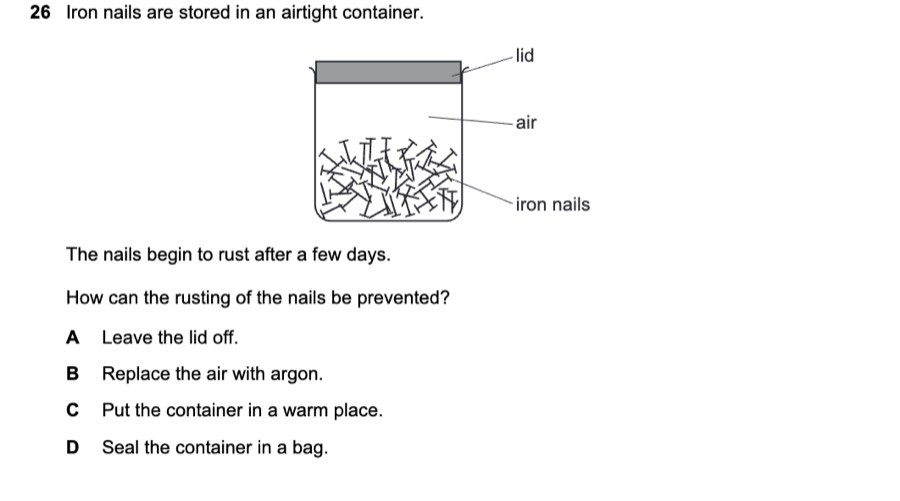 26 Iron nails are stored in an airtight container.
lid
air
iron nails
The nails begin to rust after a few days.
How can the rusting of the nails be prevented?
A Leave the lid off.
B Replace the air with argon.
C Put the container in a warm place.
D Seal the container in a bag.